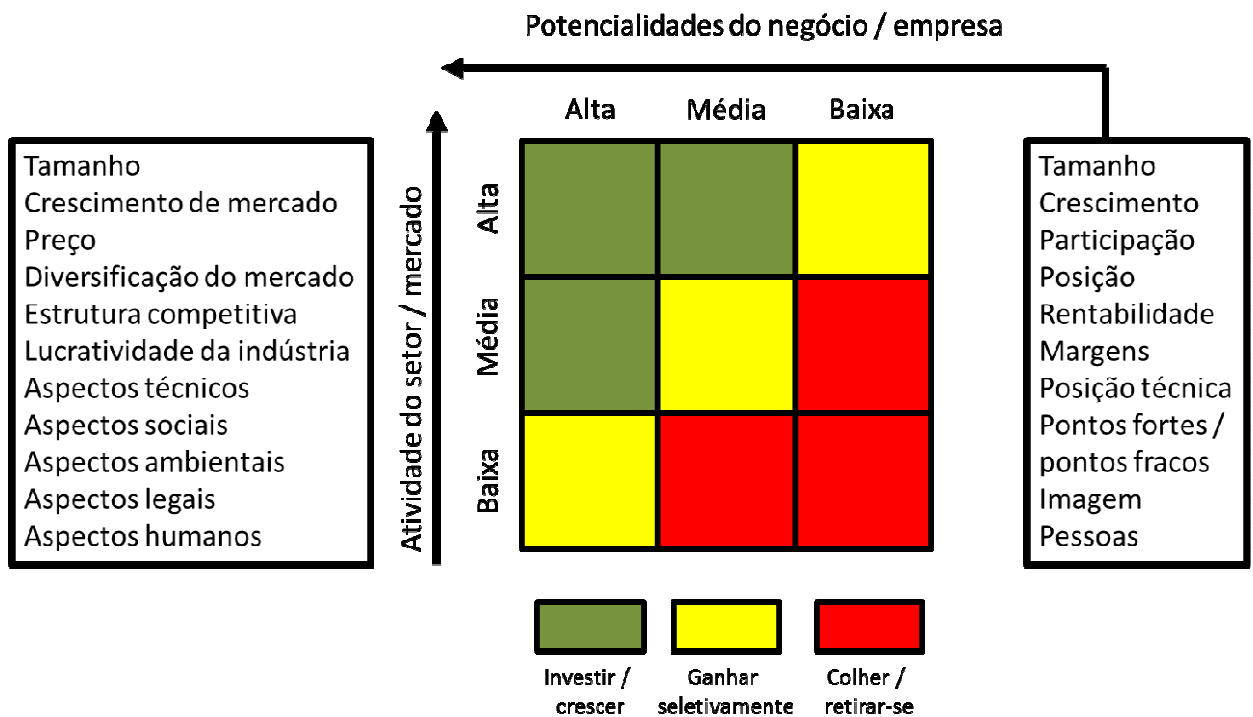 Potencialidades do negócio / empresa
Alta
Média
Baixa
Tamanho
Crescimento de mercado
Preço
Diversificação do mercado
Estrutura competitiva
Lucratividade da indústria
Aspectos técnicos
Aspectos sociais
Aspectos ambientais
Aspectos legais
Aspectos humanos
Atividade do setor / mercado
Alta
Média
Baixa
Tamanho
Crescimento
Participação
Posição
Rentabilidade
Margens
Posição técnica
Pontos fortes /
pontos fracos
Imagem
Pessoas
Investir /
crescer
Ganhar
seletivamente
Colher /
retirar-se